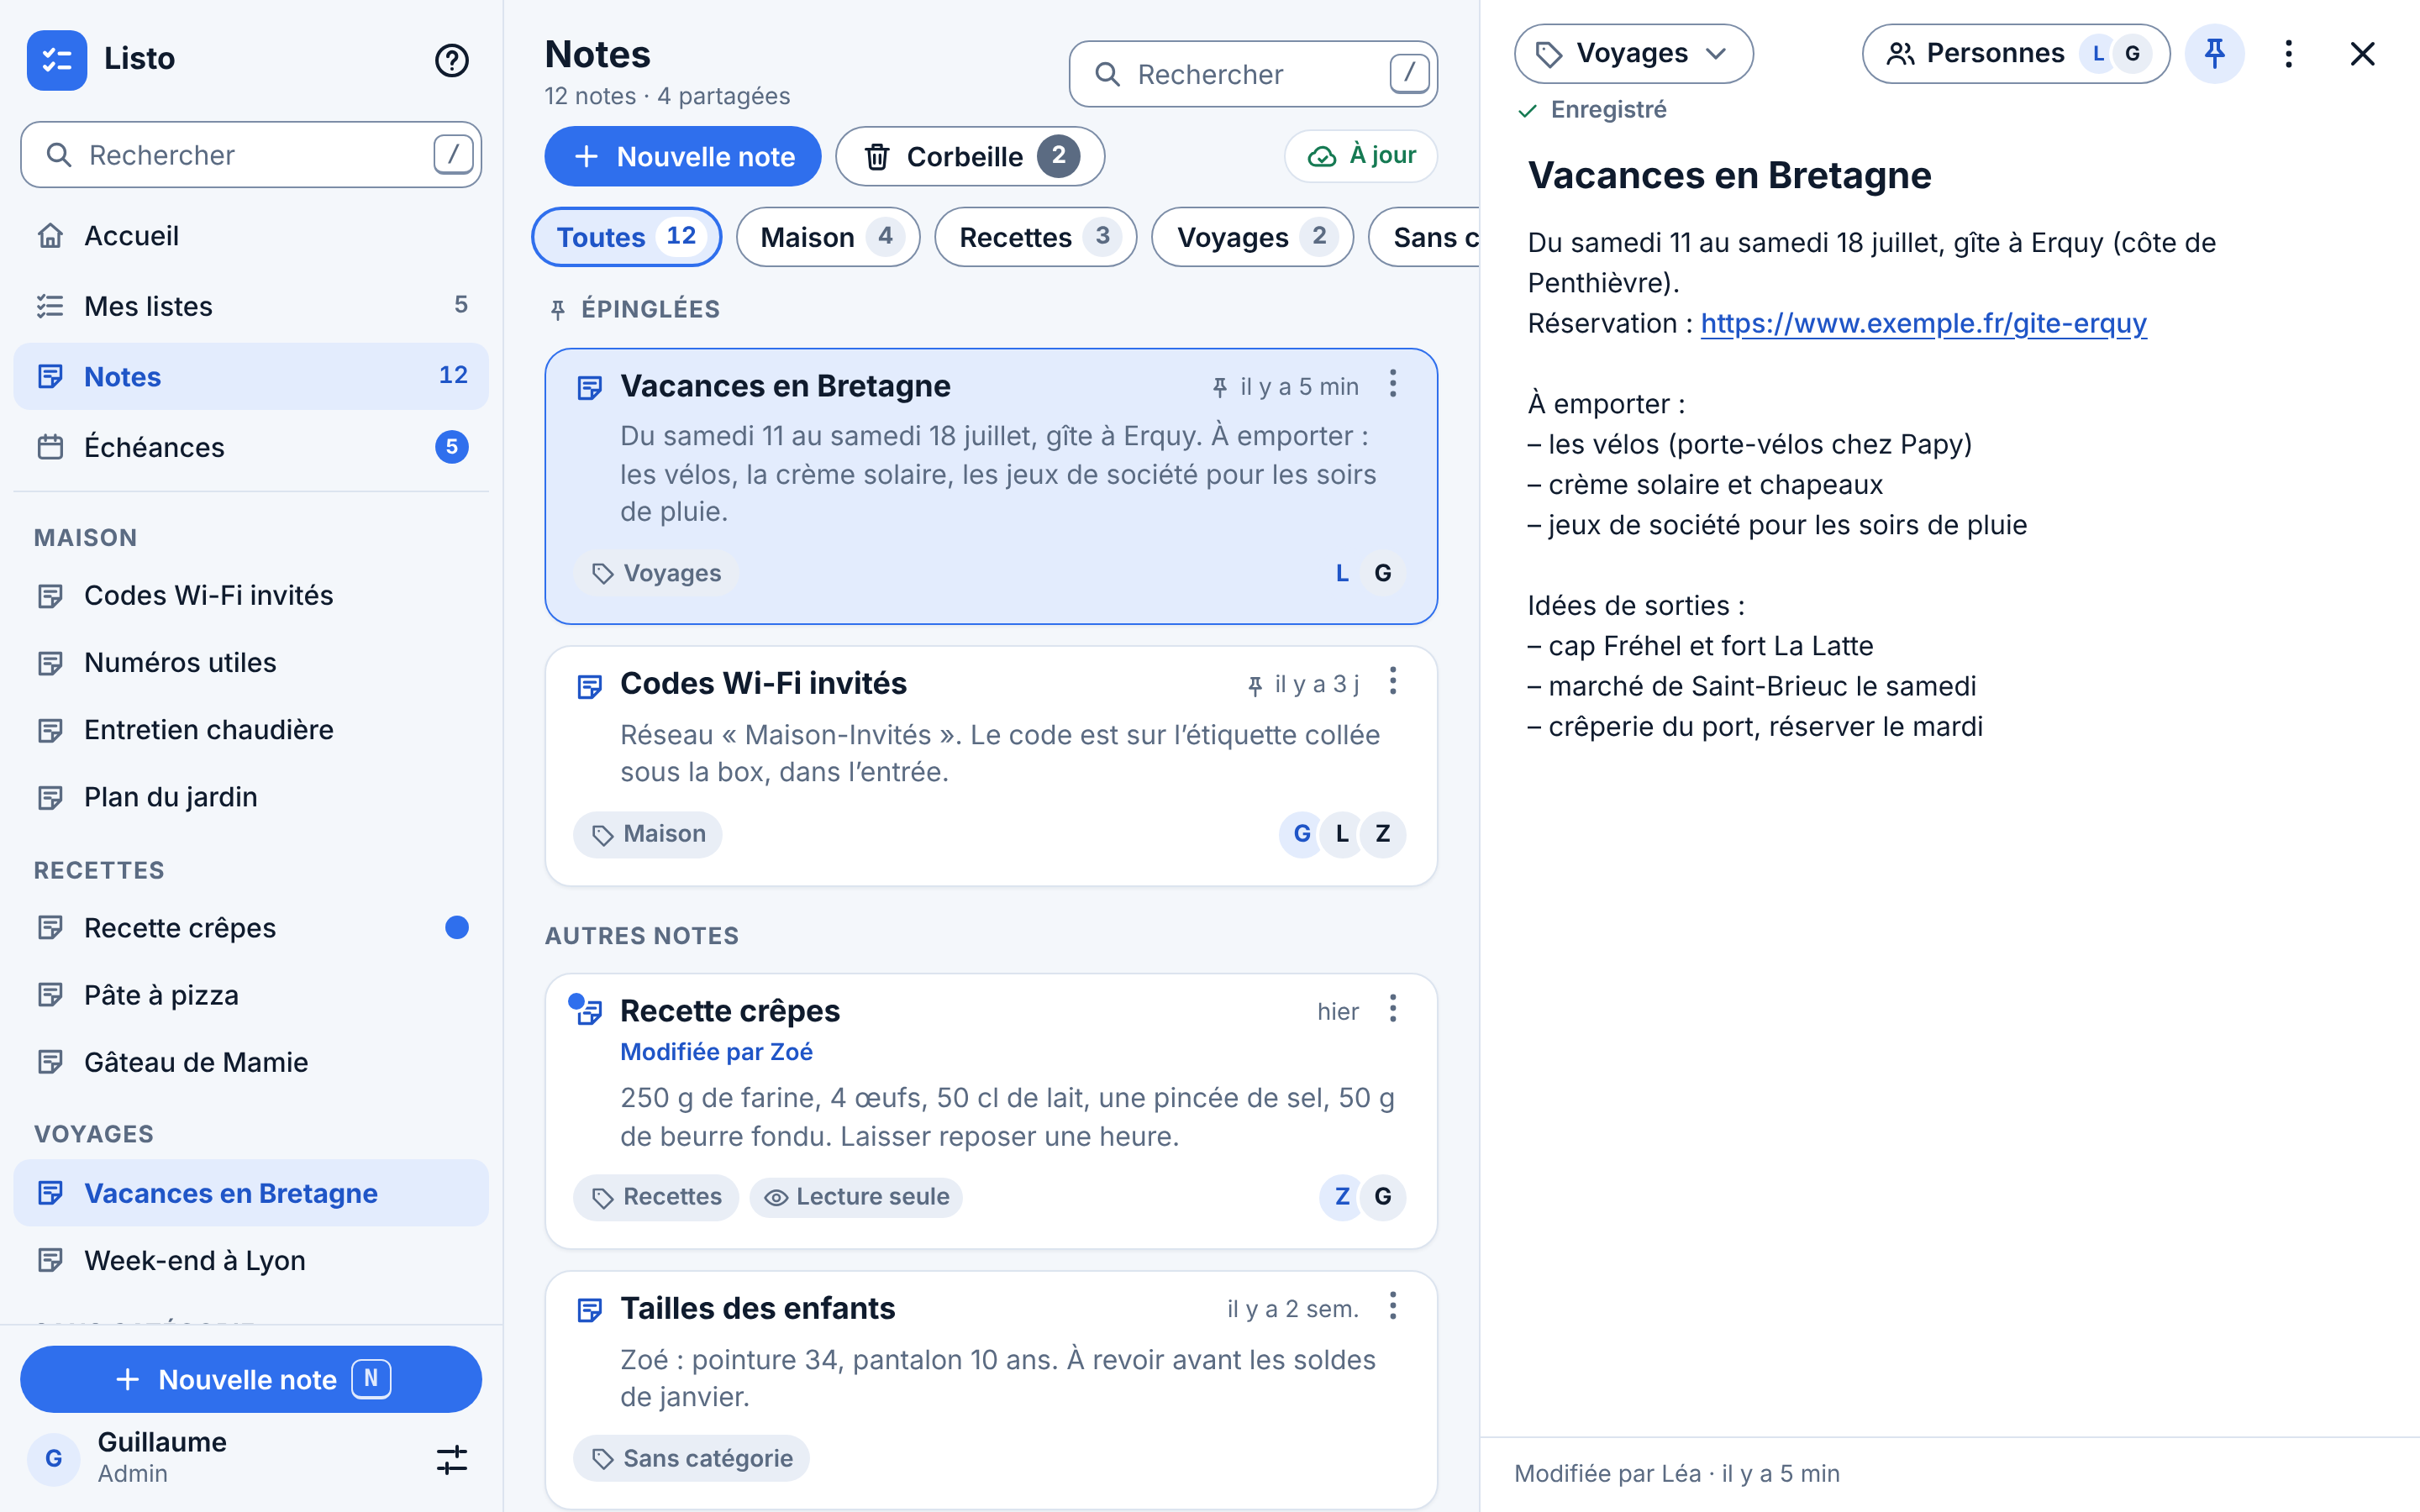 Listo
Rechercher /
Accueil
Mes listes 5
Notes 12
Échéances 5
MAISON
Codes Wi-Fi invités
Numéros utiles
Entretien chaudière
Plan du jardin
RECETTES
Recette crêpes
Pâte à pizza
Gâteau de Mamie
VOYAGES
Vacances en Bretagne
Week-end à Lyon
Nouvelle note N
G Guillaume
Admin
Notes
12 notes · 4 partagées
Rechercher /
Nouvelle note
Corbeille 2
À jour
Toutes 12
Maison 4
Recettes 3
Voyages 2
Sans c
ÉPINGLÉES
Vacances en Bretagne il y a 5 min
Du samedi 11 au samedi 18 juillet, gîte à Erquy. À emporter :
les vélos, la crème solaire, les jeux de société pour les soirs
de pluie.
Voyages L G
Codes Wi-Fi invités il y a 3 j
Réseau « Maison-Invités ». Le code est sur l’étiquette collée
sous la box, dans l’entrée.
Maison G L Z
AUTRES NOTES
Recette crêpes hier
Modifiée par Zoé
250 g de farine, 4 œufs, 50 cl de lait, une pincée de sel, 50 g
de beurre fondu. Laisser reposer une heure.
Recettes Lecture seule Z G
Tailles des enfants il y a 2 sem.
Zoé : pointure 34, pantalon 10 ans. À revoir avant les soldes
de janvier.
Sans catégorie
Voyages
Personnes L G
Enregistré
Vacances en Bretagne
Du samedi 11 au samedi 18 juillet, gîte à Erquy (côte de
Penthièvre).
Réservation : https://www.exemple.fr/gite-erquy
À emporter :
– les vélos (porte-vélos chez Papy)
– crème solaire et chapeaux
– jeux de société pour les soirs de pluie
Idées de sorties :
– cap Fréhel et fort La Latte
– marché de Saint-Brieuc le samedi
– crêperie du port, réserver le mardi
Modifiée par Léa · il y a 5 min